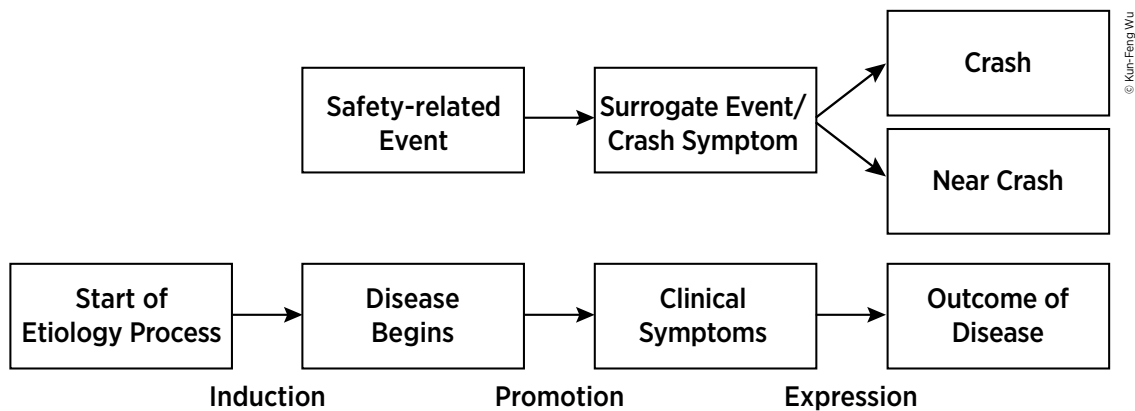 Crash
© Kun-Feng Wu
Safety-related
Event
Surrogate Event/
Crash Symptom
Near Crash
Start of
Etiology Process
Disease
Begins
Clinical
Symptoms
Outcome of
Disease
Induction
Promotion
Expression